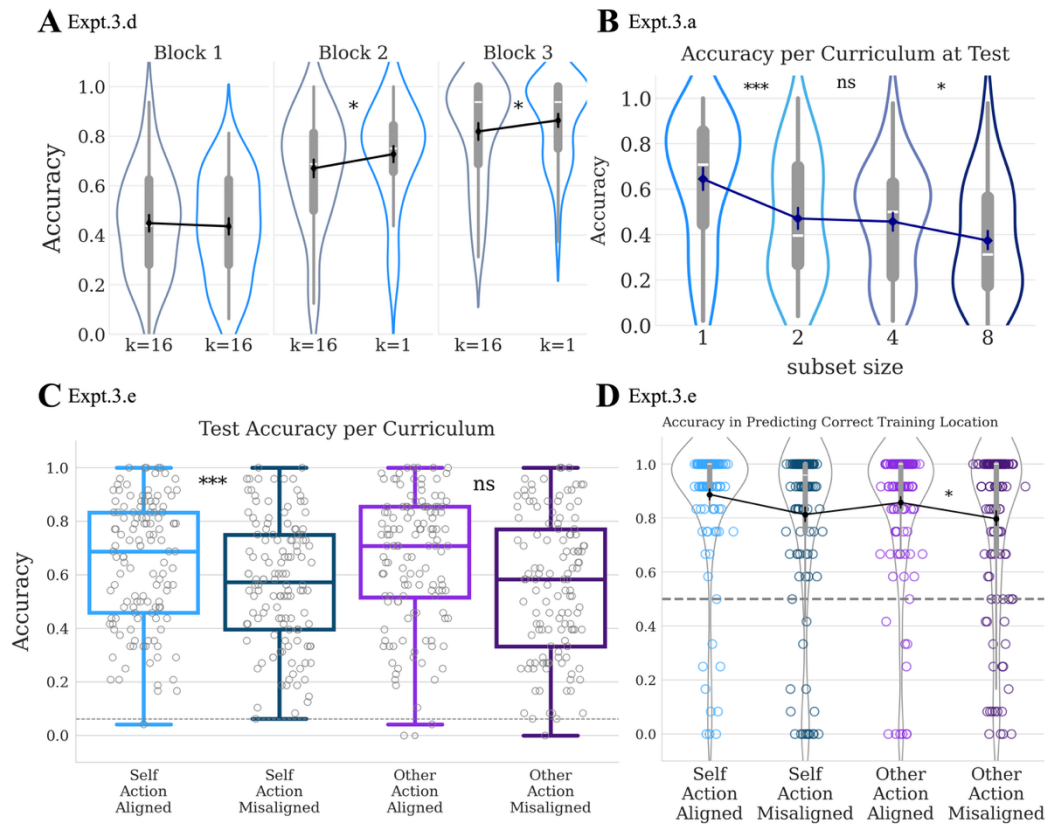 A Expt.3.d
Block 1
Block 2
Block 3
*
*
Accuracy
1.0
0.8
0.6
0.4
0.2
0.0
k=16
k=16
k=16
k=1
k=16
k=1
B Expt.3.a
Accuracy per Curriculum at Test
***
ns
*
Accuracy
1.0
0.8
0.6
0.4
0.2
0.0
1
2
4
8
subset size
C Expt.3.e
Test Accuracy per Curriculum
***
ns
Accuracy
1.0
0.8
0.6
0.4
0.2
0.0
Self
Action
Aligned
Self
Action
Misaligned
Other
Action
Aligned
Other
Action
Misaligned
D Expt.3.e
Accuracy in Predicting Correct Training Location
*
1.0
0.8
0.6
0.4
0.2
0.0
Self
Action
Aligned
Self
Action
Misaligned
Other
Action
Aligned
Other
Action
Misaligned